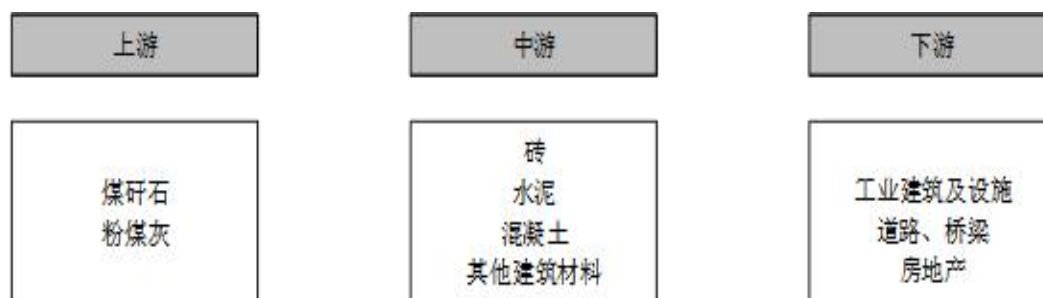 上游
中游
下游
煤矸石
粉煤灰
砖
水泥
混凝土
其他建筑材料
工业建筑及设施
道路、桥梁
房地产